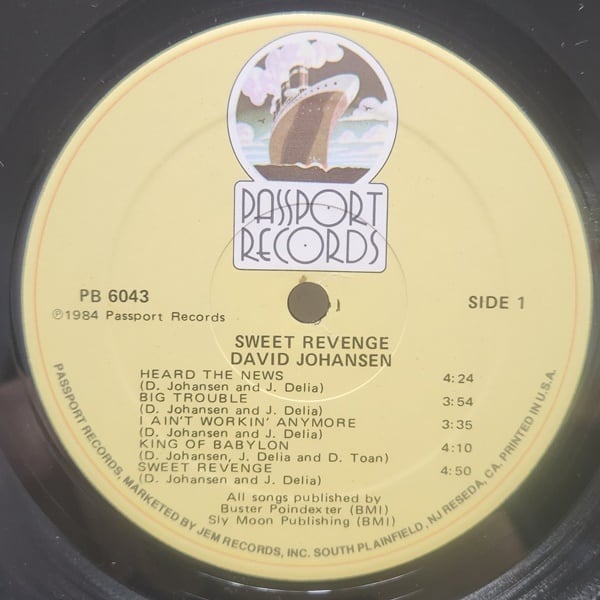 PASSPORT
RECORDS
PB 6043
SIDE 1
℗1984 Passport Records
SWEET REVENGE
DAVID JOHANSEN
HEARD THE NEWS 4:24
(D. Johansen and J. Delia)
BIG TROUBLE 3:54
(D. Johansen and J. Delia)
I AIN'T WORKIN' ANYMORE 3:35
(D. Johansen and J. Delia)
KING OF BABYLON 4:10
(D. Johansen, J. Delia and D. Toan)
SWEET REVENGE 4:50
(D. Johansen and J. Delia)
All songs published by
Buster Poindexter (BMI)
Sly Moon Publishing (BMI)
PASSPORT RECORDS, MARKETED BY JEM RECORDS, INC. SOUTH PLAINFIELD, NJ RESEDA, CA. PRINTED IN U.S.A.